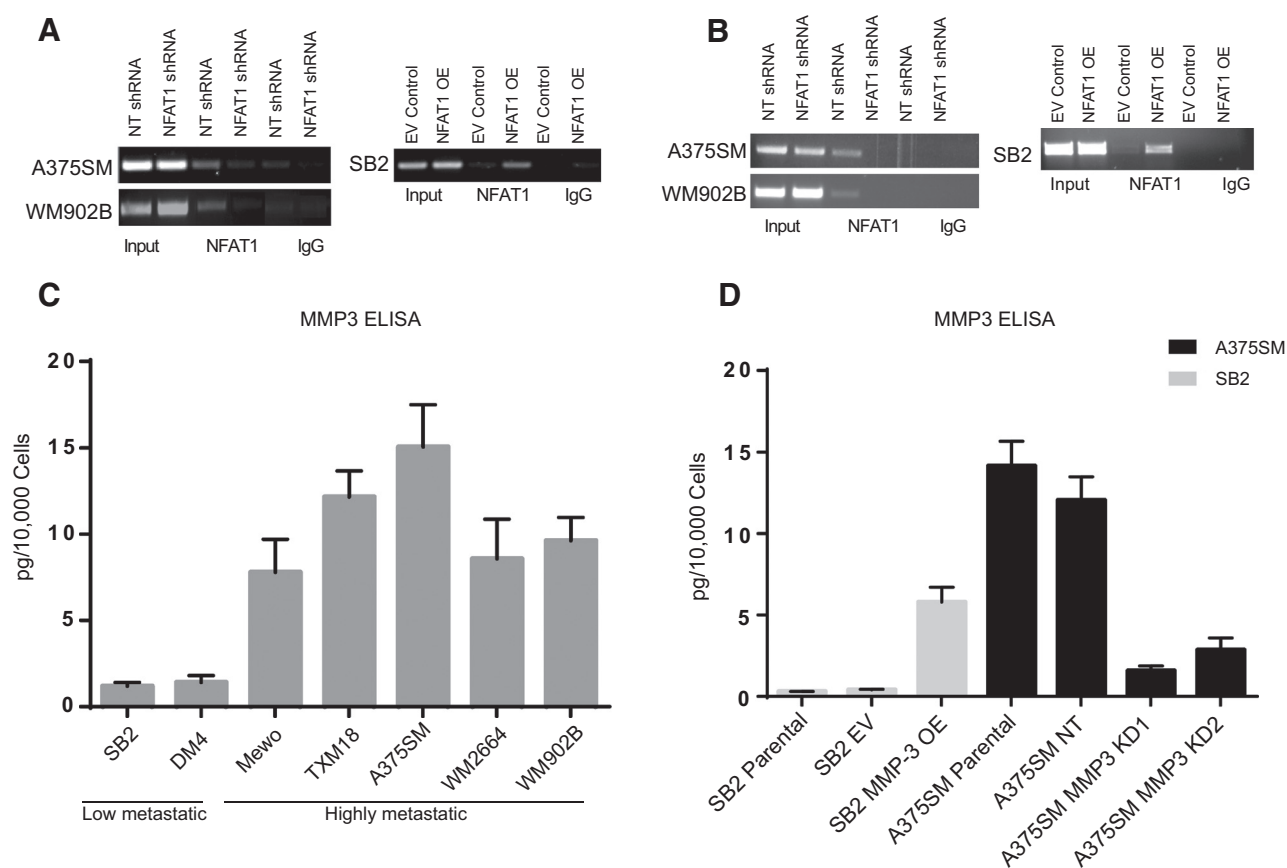 A
NT shRNA
NFAT1 shRNA
NT shRNA
NFAT1 shRNA
NT shRNA
NFAT1 shRNA
A375SM
WM902B
Input
NFAT1
IgG
EV Control
NFAT1 OE
EV Control
NFAT1 OE
EV Control
NFAT1 OE
SB2
Input
NFAT1
IgG
B
NT shRNA
NFAT1 shRNA
NT shRNA
NFAT1 shRNA
NT shRNA
NFAT1 shRNA
A375SM
WM902B
Input
NFAT1
IgG
EV Control
NFAT1 OE
EV Control
NFAT1 OE
EV Control
NFAT1 OE
SB2
Input
NFAT1
IgG
C
MMP3 ELISA
pg/10,000 Cells
20
15
10
5
0
SB2
DM4
Mewo
TXM18
A375SM
WM2664
WM902B
Low metastatic
Highly metastatic
D
MMP3 ELISA
A375SM
SB2
pg/10,000 Cells
20
15
10
5
0
SB2 Parental
SB2 EV
SB2 MMP-3 OE
A375SM Parental
A375SM NT
A375SM MMP3 KD1
A375SM MMP3 KD2